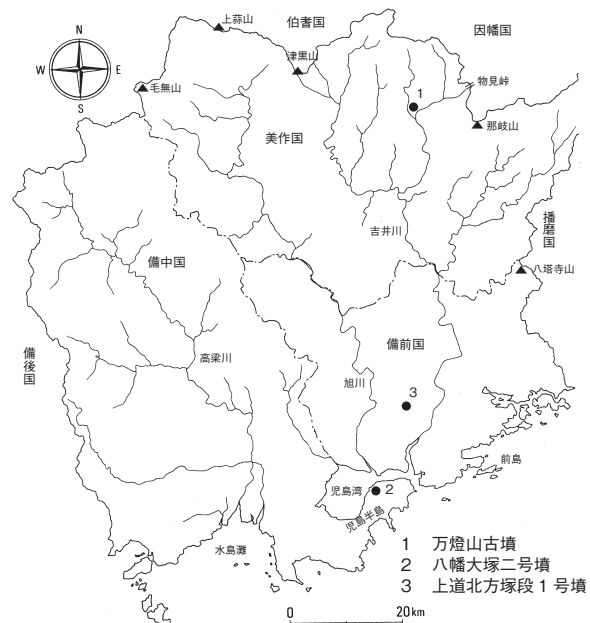 上蒜山
伯耆国
因幡国
N
W
E
S
津黒山
物見峠
毛無山
1
那岐山
美作国
吉井川
播磨国
八塔寺山
備中国
備前国
備後国
高梁川
旭川
3
前島
児島湾
2
児島半島
水島灘
1 万燈山古墳
2 八幡大塚二号墳
3 上道北方塚段1号墳
0 20km